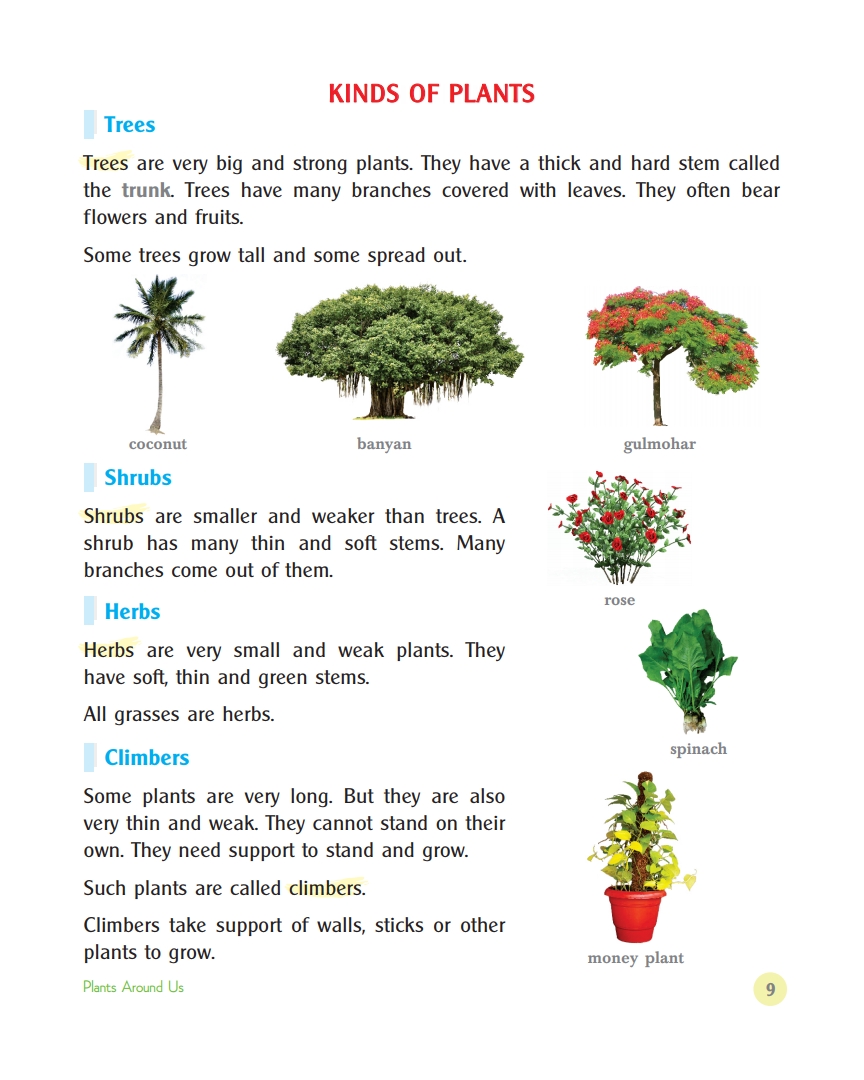 KINDS OF PLANTS
Trees
Trees are very big and strong plants. They have a thick and hard stem called
the trunk. Trees have many branches covered with leaves. They often bear
flowers and fruits.
Some trees grow tall and some spread out.
coconut
banyan
gulmohar
Shrubs
Shrubs are smaller and weaker than trees. A
shrub has many thin and soft stems. Many
branches come out of them.
rose
Herbs
Herbs are very small and weak plants. They
have soft, thin and green stems.
All grasses are herbs.
spinach
Climbers
Some plants are very long. But they are also
very thin and weak. They cannot stand on their
own. They need support to stand and grow.
Such plants are called climbers.
Climbers take support of walls, sticks or other
plants to grow.
money plant
Plants Around Us
9